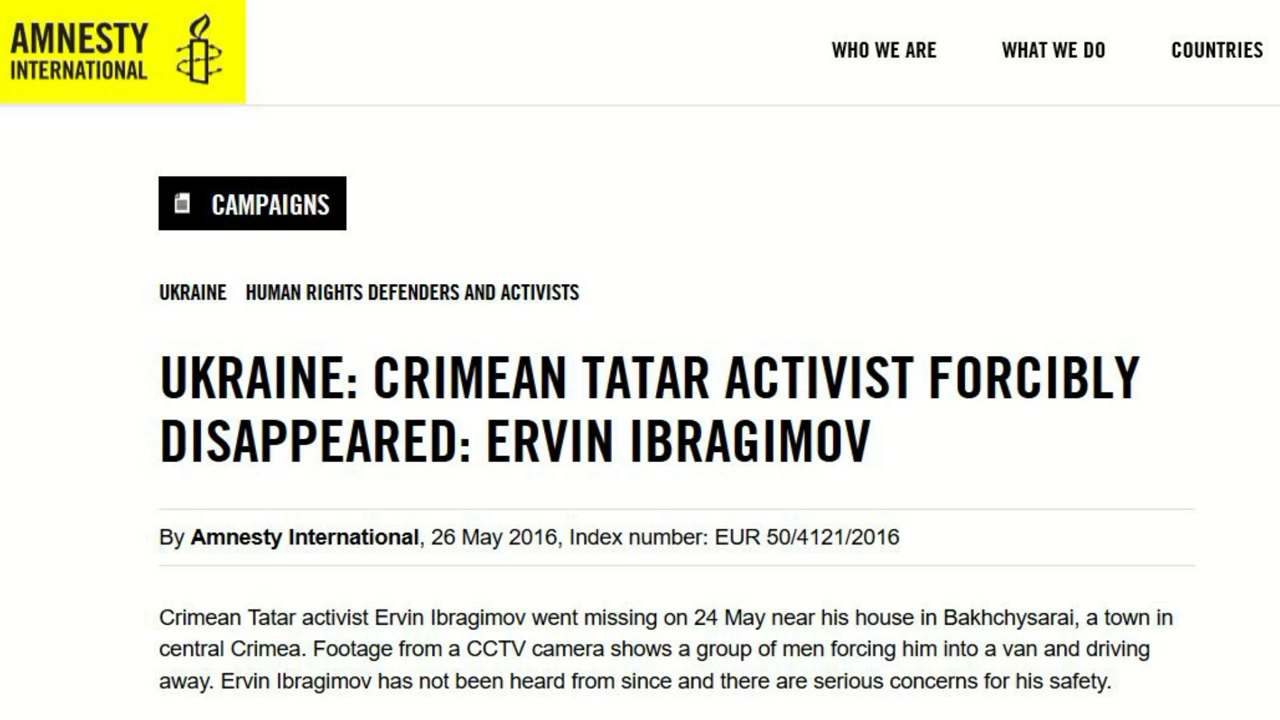 AMNESTY
INTERNATIONAL
WHO WE ARE
WHAT WE DO
COUNTRIES
CAMPAIGNS
UKRAINE HUMAN RIGHTS DEFENDERS AND ACTIVISTS
UKRAINE: CRIMEAN TATAR ACTIVIST FORCIBLY
DISAPPEARED: ERVIN IBRAGIMOV
By Amnesty International, 26 May 2016, Index number: EUR 50/4121/2016
Crimean Tatar activist Ervin Ibragimov went missing on 24 May near his house in Bakhchysarai, a town in
central Crimea. Footage from a CCTV camera shows a group of men forcing him into a van and driving
away. Ervin Ibragimov has not been heard from since and there are serious concerns for his safety.